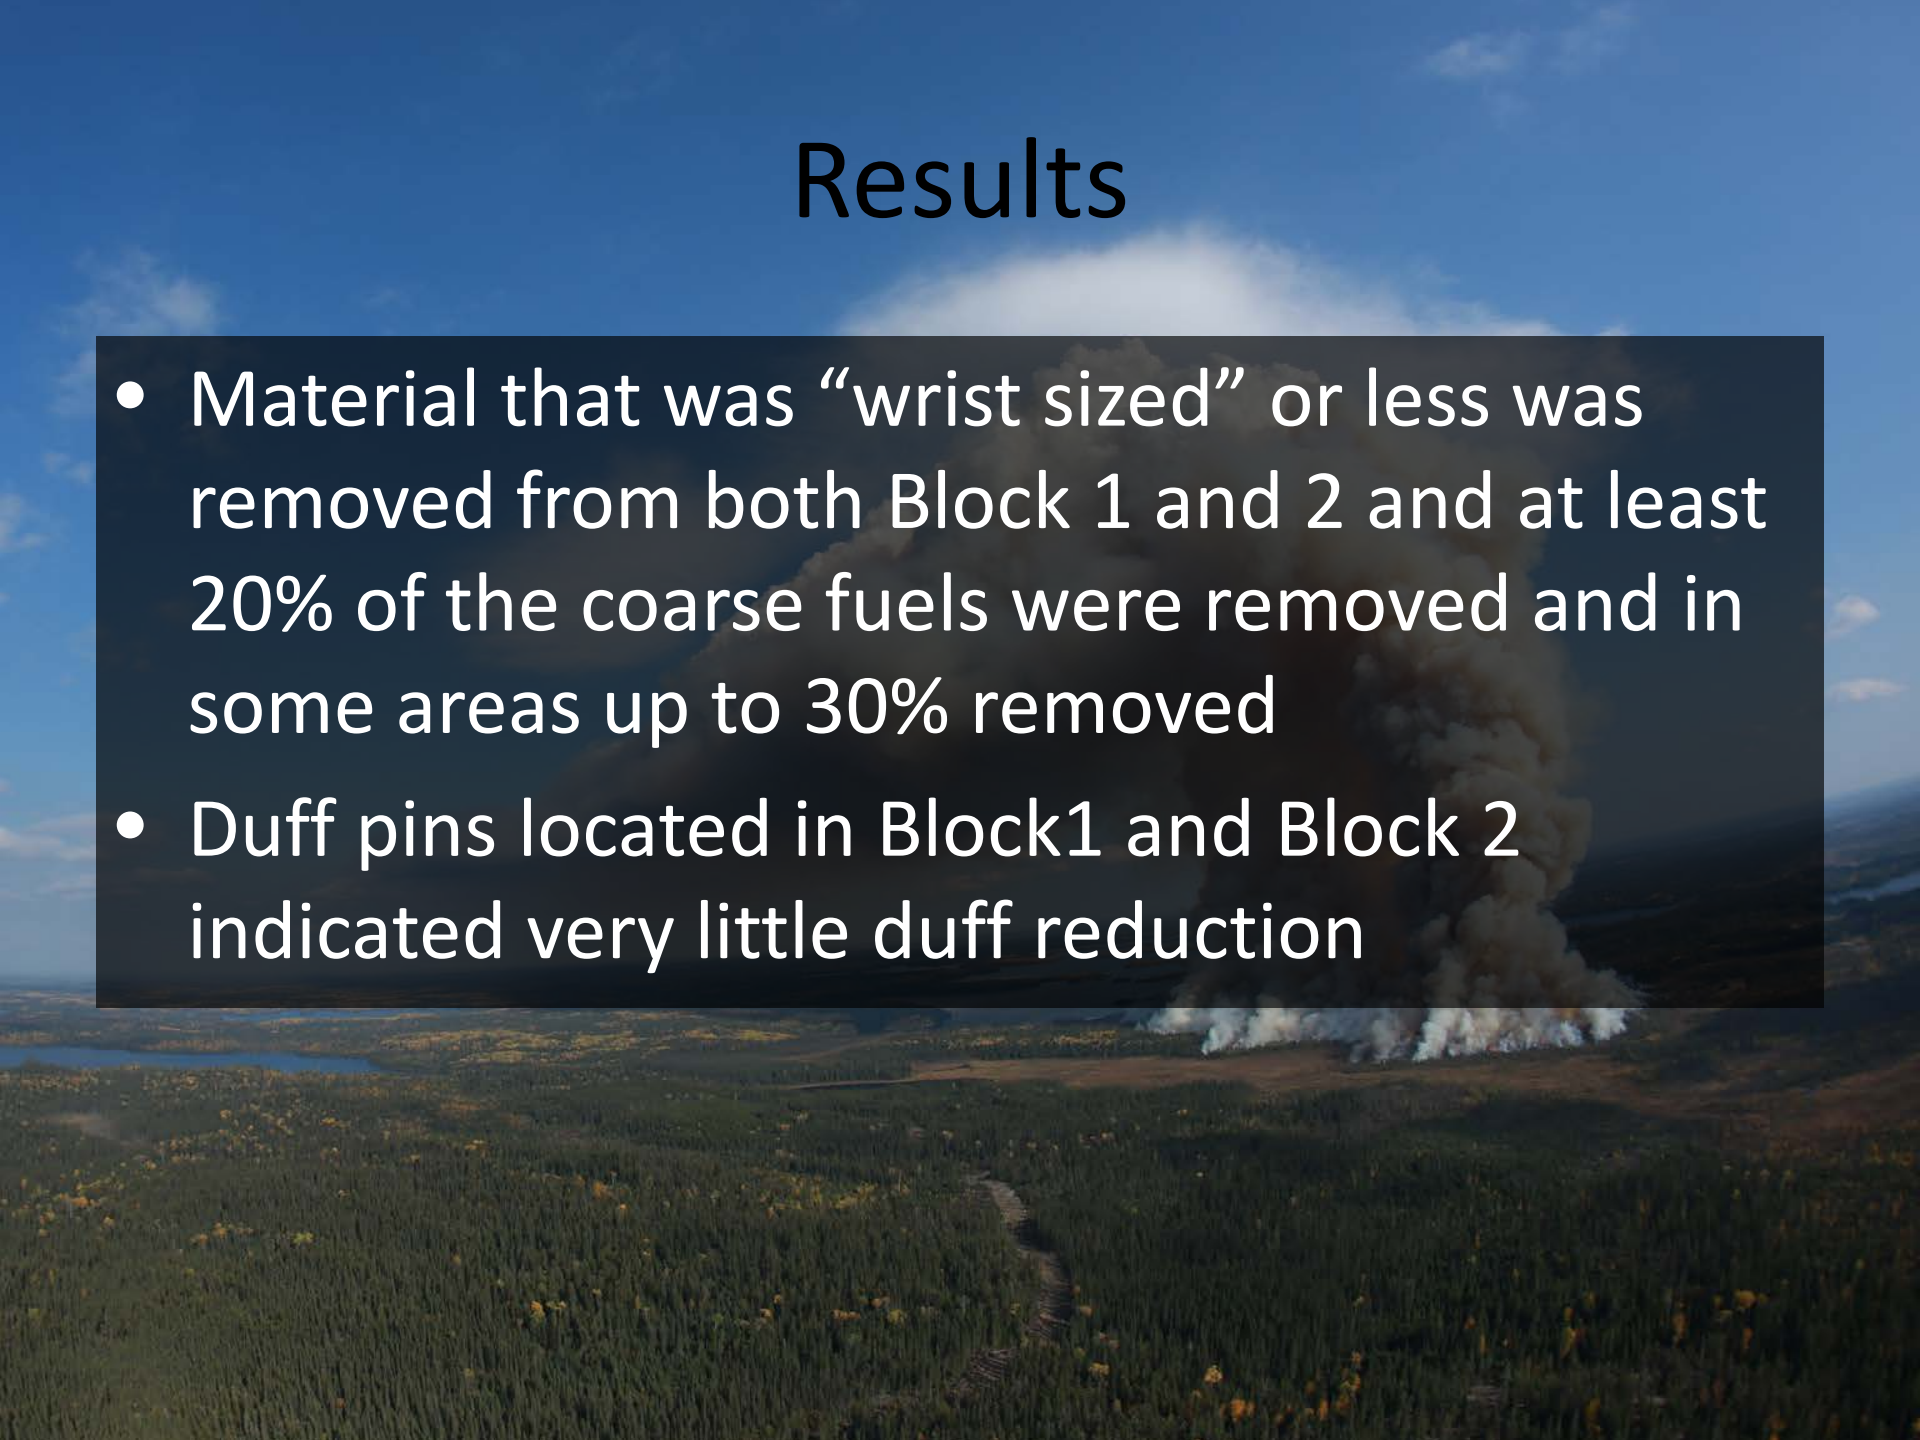 Results
• Material that was “wrist sized” or less was
removed from both Block 1 and 2 and at least
20% of the coarse fuels were removed and in
some areas up to 30% removed
• Duff pins located in Block1 and Block 2
indicated very little duff reduction